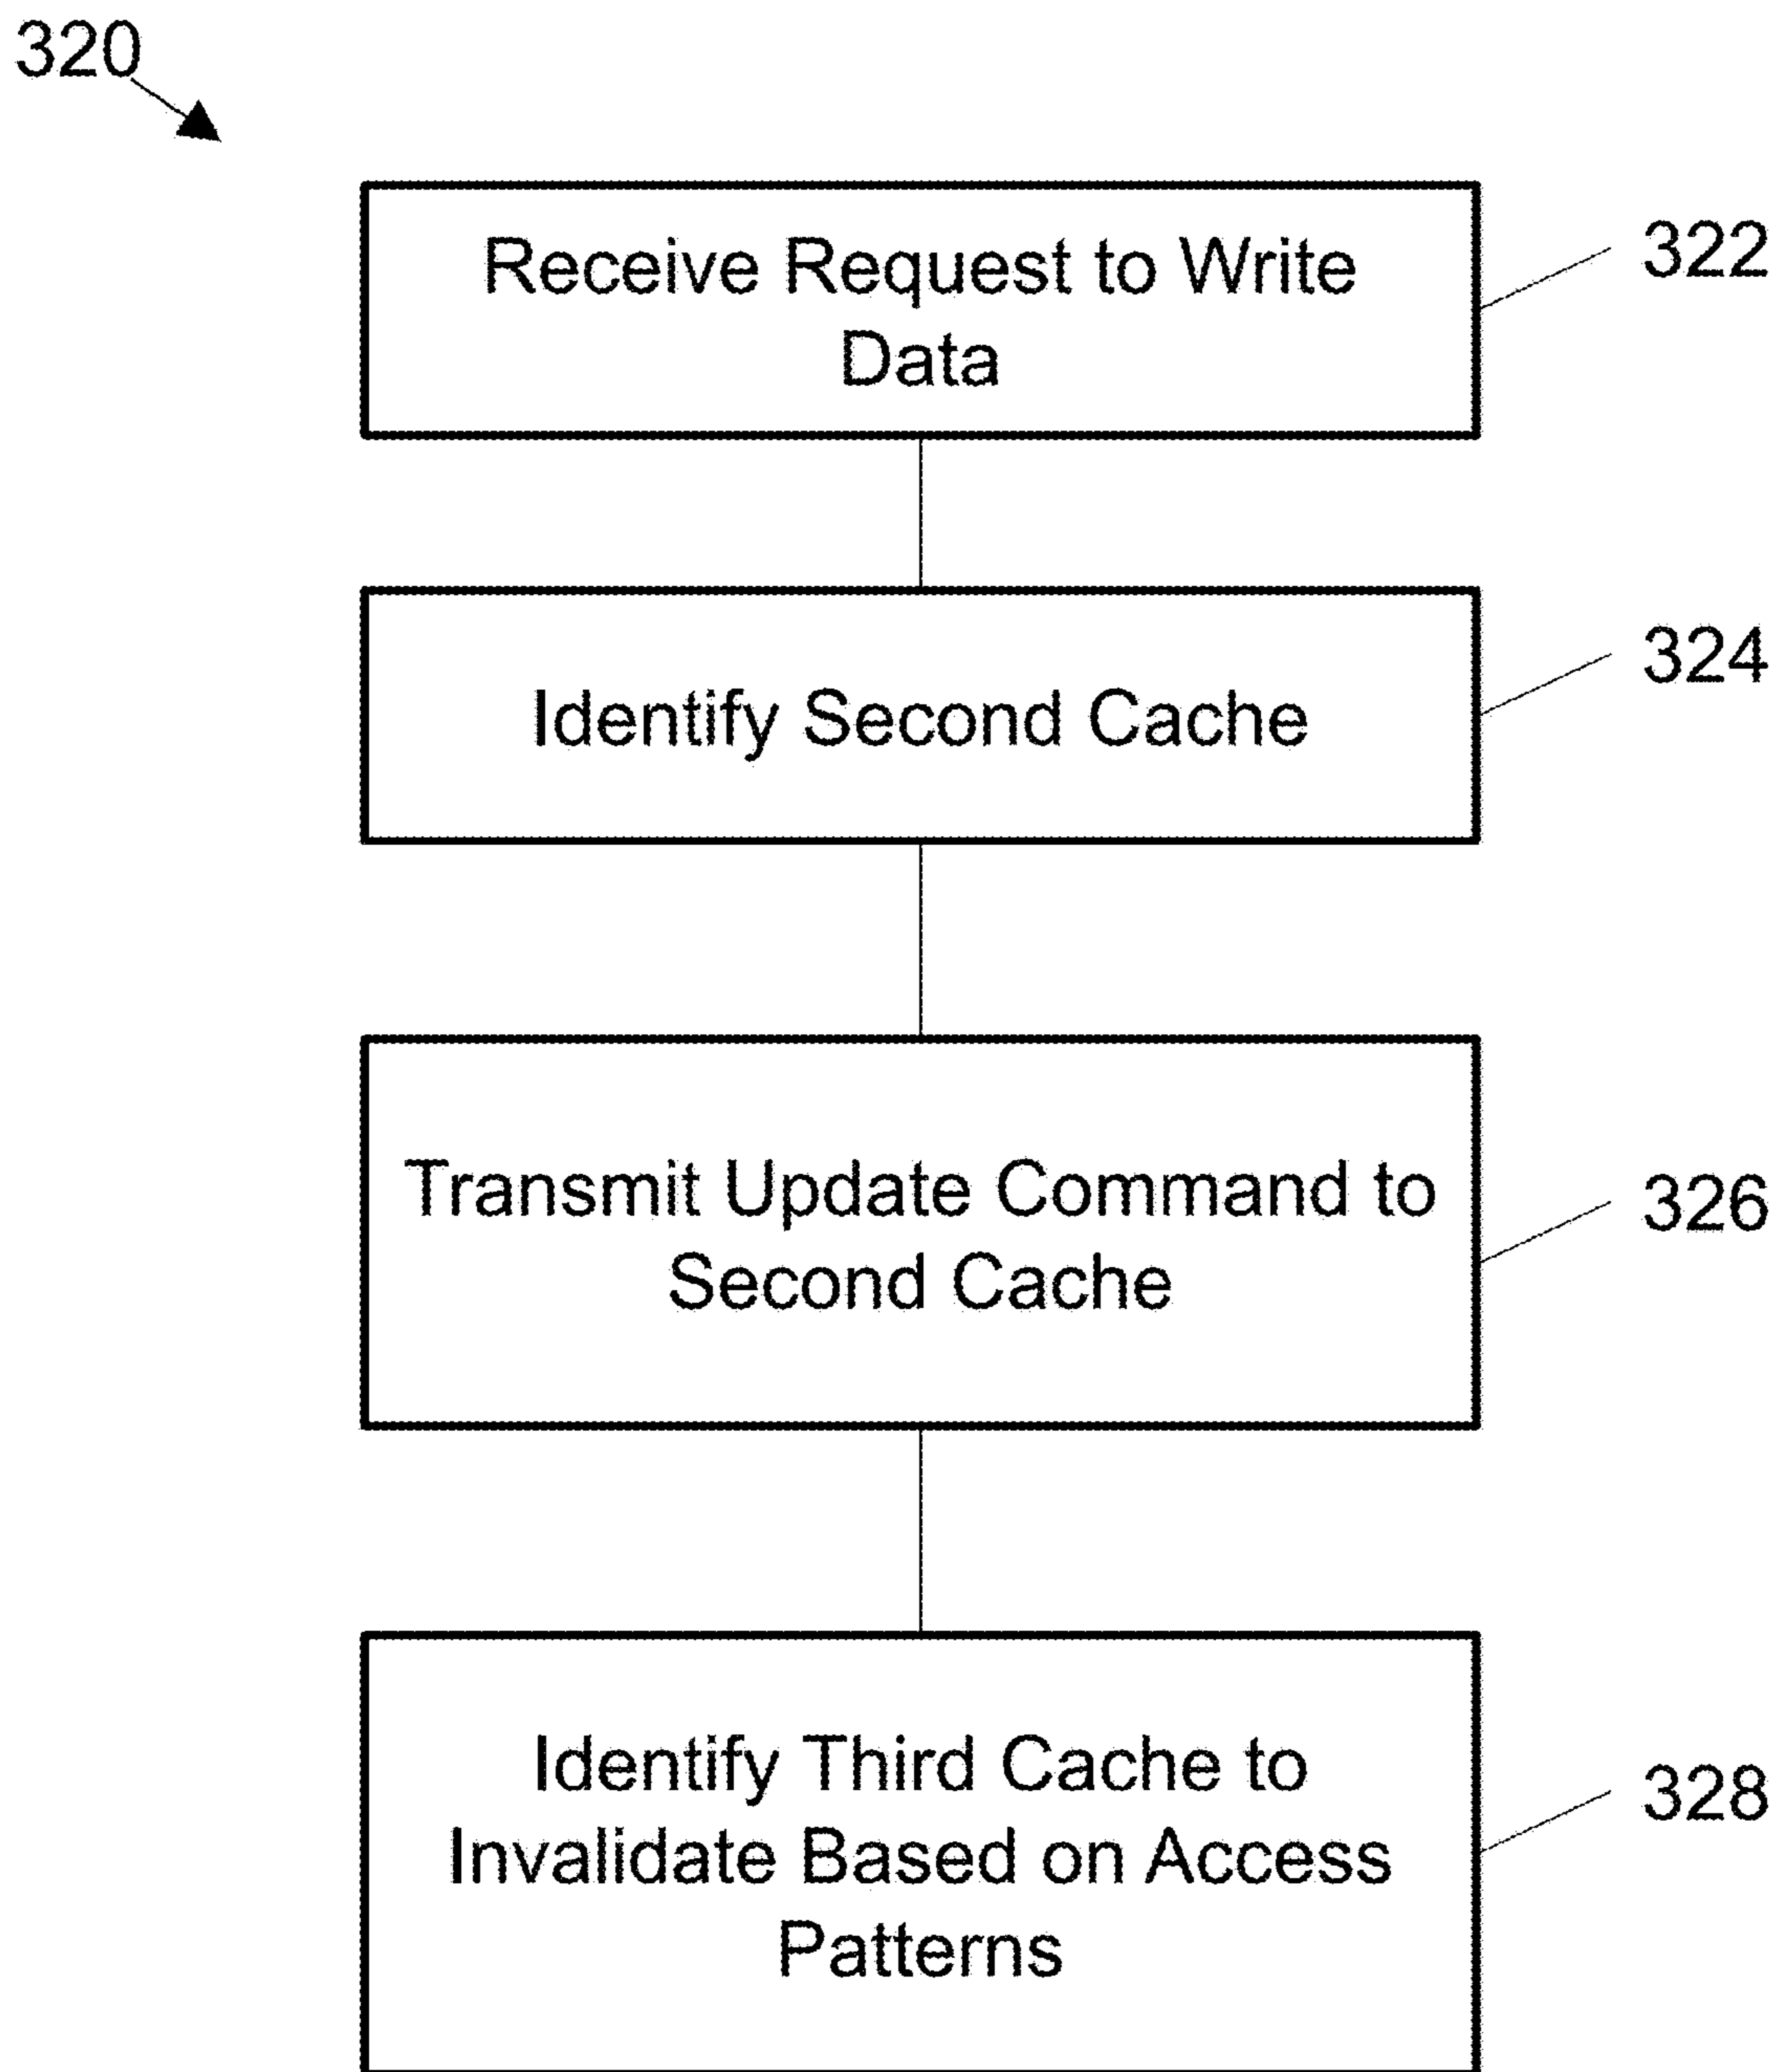 320
Receive Request to Write
Data
322
Identify Second Cache
324
Transmit Update Command to
Second Cache
326
Identify Third Cache to
Invalidate Based on Access
Patterns
328